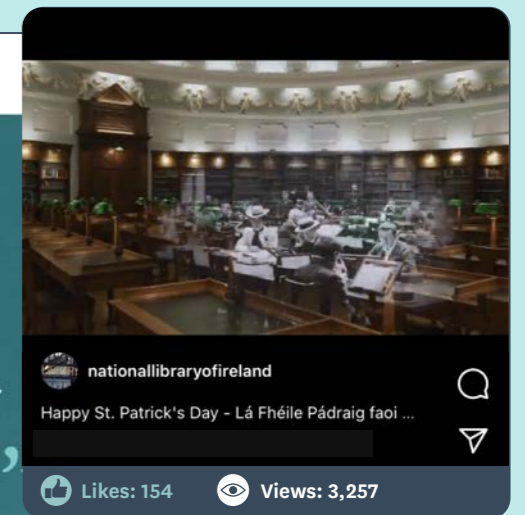 nationallibraryofireland
Happy St. Patrick's Day - Lá Fhéile Pádraig faoi ...
Likes: 154
Views: 3,257